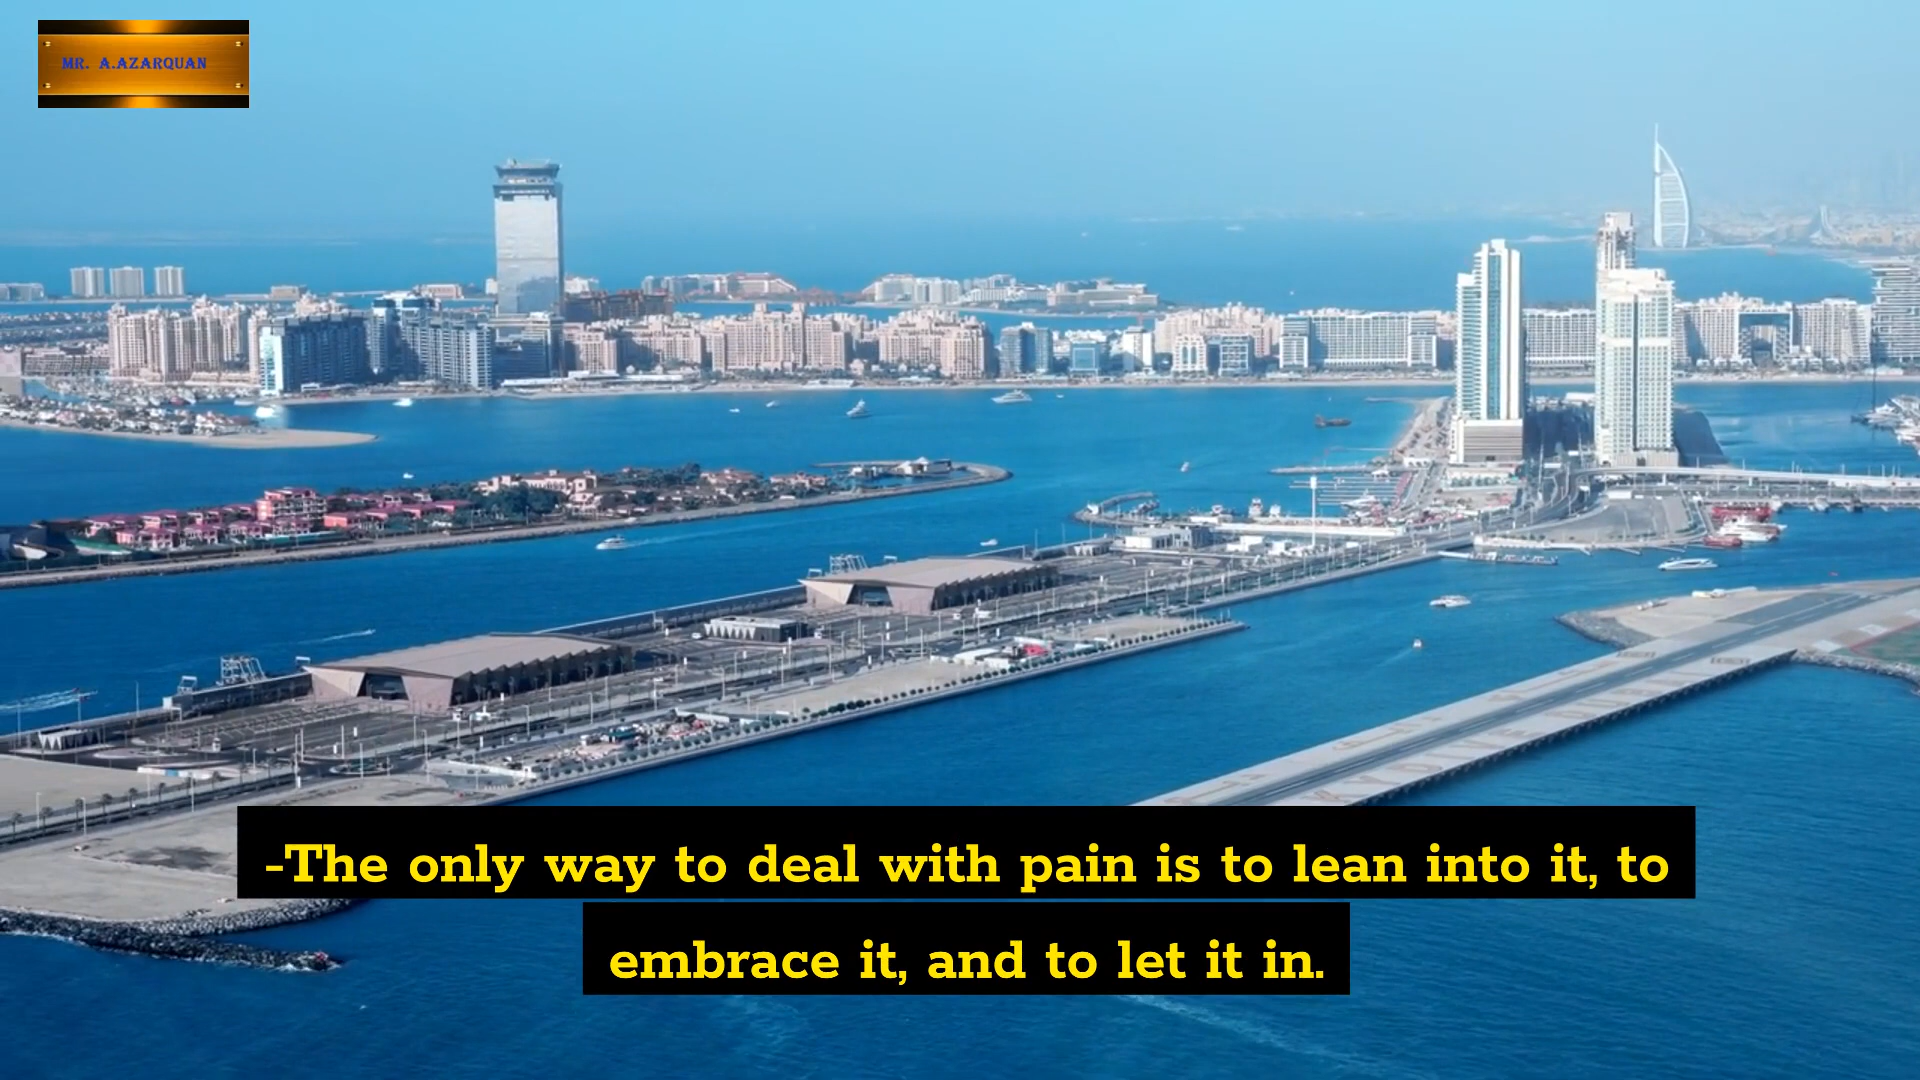 MR. A.AZARQUAN
-The only way to deal with pain is to lean into it, to
embrace it, and to let it in.